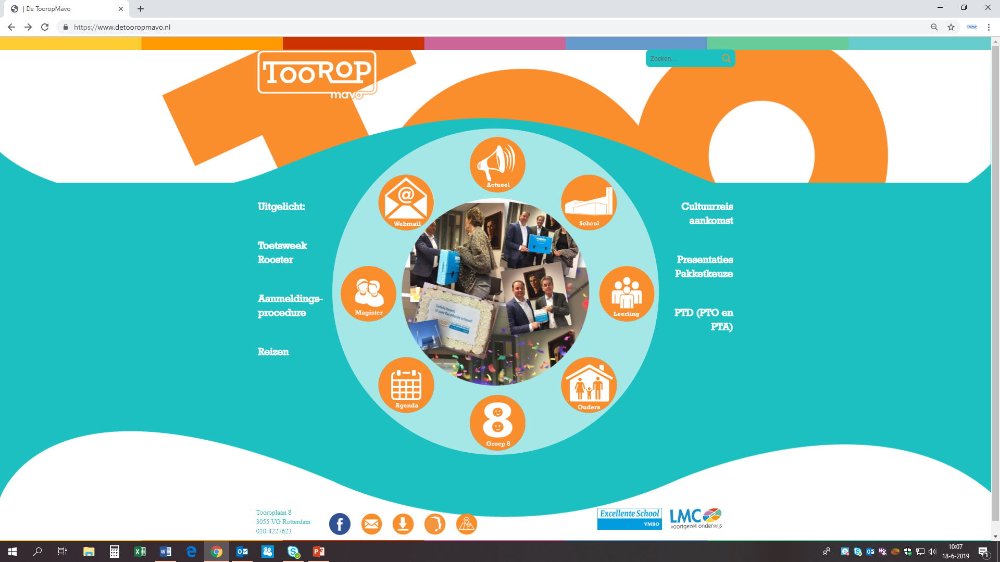 | De TooropMavo
https://www.detooropmavo.nl
TOOROP
mavo
Zoeken...
Actueel
Webmail
School
Uitgelicht:
Toetsweek
Rooster
Aanmeldings-
procedure
Reizen
Cultuurreis
aankomst
Presentaties
Pakketkeuze
PTD (PTO en
PTA)
Magister
Leerling
Gefeliciteerd,
10 jaar Excellente school!
Agenda
Ouders
8
Groep 8
Tooroplaan 8
3055 VG Rotterdam
010-4227623
Excellente School
VMBO
LMC
voortgezet onderwijs
10:07
18-6-2019
1